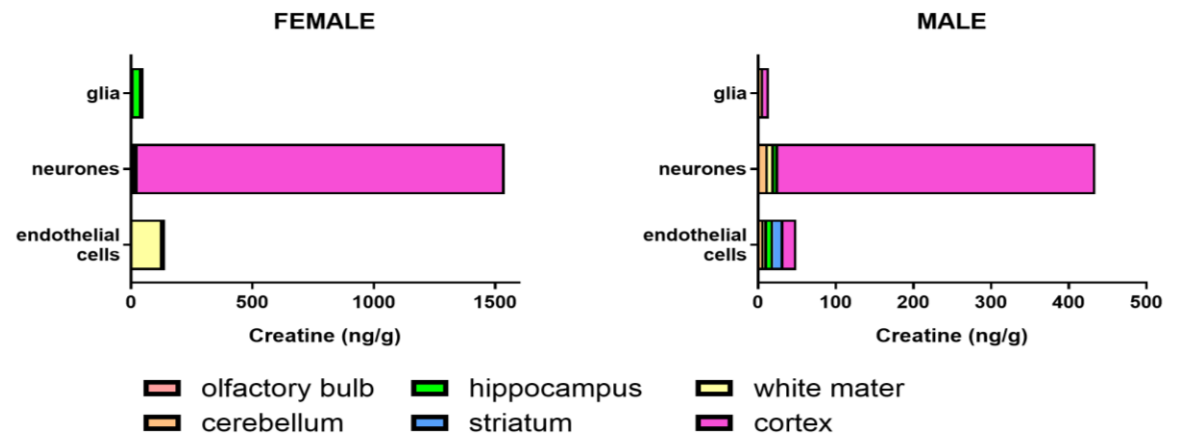 FEMALE
glia
neurones
endothelial
cells
0 500 1000 1500
Creatine (ng/g)
MALE
glia
neurones
endothelial
cells
0 100 200 300 400 500
Creatine (ng/g)
olfactory bulb hippocampus white mater
cerebellum striatum cortex